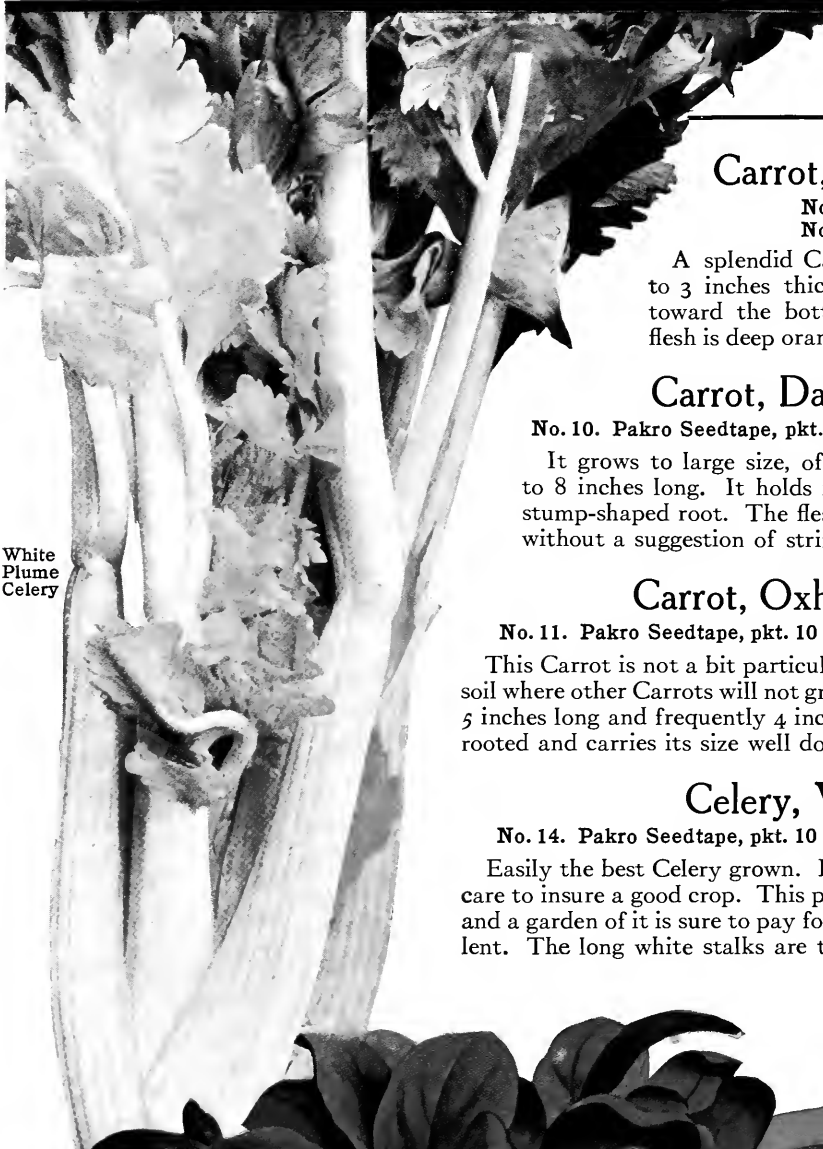 Carrot,
No
No
A splendid Ca
to 3 inches thic
toward the bott
flesh is deep oran
Carrot, Da
No. 10. Pakro Seedtape, pkt.
It grows to large size, of
to 8 inches long. It holds
stump-shaped root. The fles
without a suggestion of strin
White
Plume
Celery
Carrot, Oxh
No. 11. Pakro Seedtape, pkt. 10
This Carrot is not a bit particul
soil where other Carrots will not gr
5 inches long and frequently 4 inc
rooted and carries its size well do
Celery,
No. 14. Pakro Seedtape, pkt. 10
Easily the best Celery grown.
care to insure a good crop. This p
and a garden of it is sure to pay fo
lent. The long white stalks are t